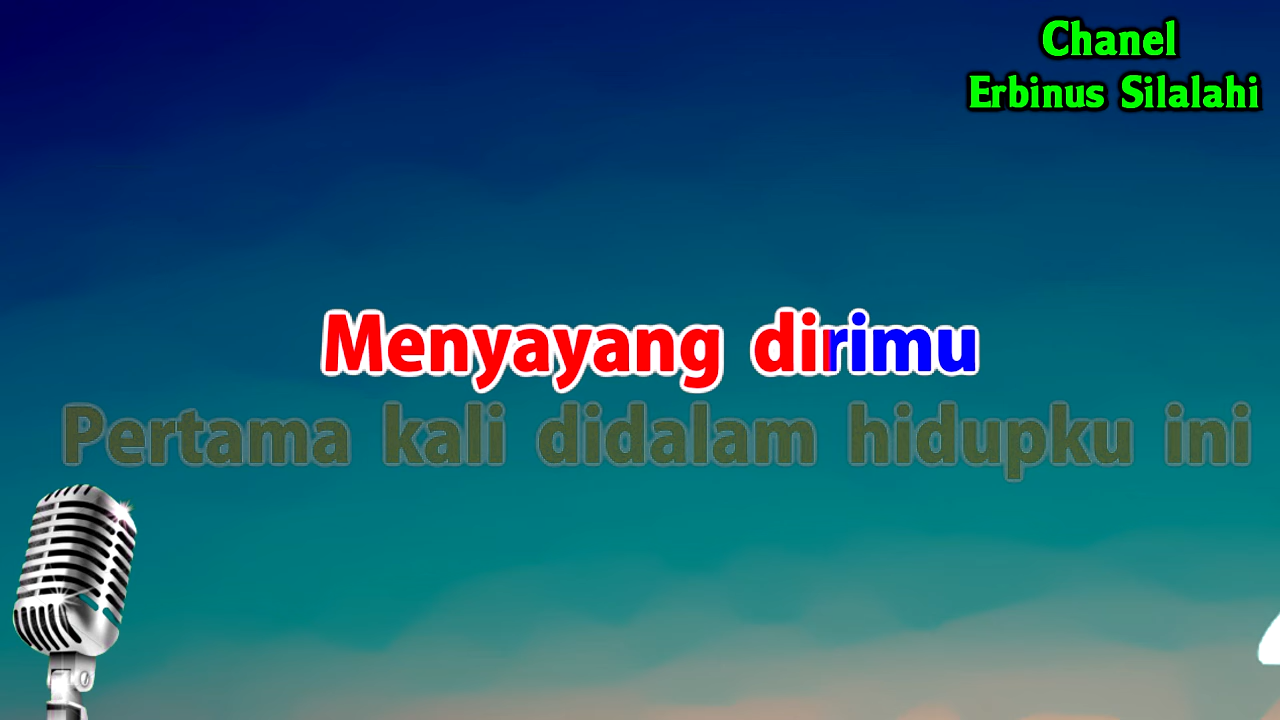 Chanel
Erbinus Silalahi
Menyayang dirimu
Pertama kali didalam hidupku ini